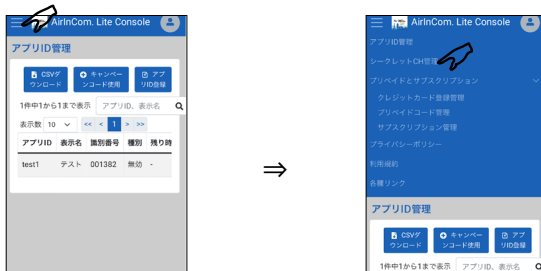 AirInCom. Lite Console
アプリID管理
CSVダウンロード
キャンペーンコード使用
アプリID登録
1件中1から1まで表示 アプリID、表示名
表示数 10 << < 1 > >>
アプリID 表示名 識別番号 種別 残り時
test1 テスト 001382 無効 -
⇒
AirInCom. Lite Console
アプリID管理
シークレットCH管
プリペイドとサブスクリプション
クレジットカード登録管理
プリペイドコード管理
サブスクリプション管理
プライバシーポリシー
利用規約
各種リンク
アプリID管理
CSVダウンロード
キャンペーンコード使用
アプリID登録
1件中1から1まで表示 アプリID、表示名